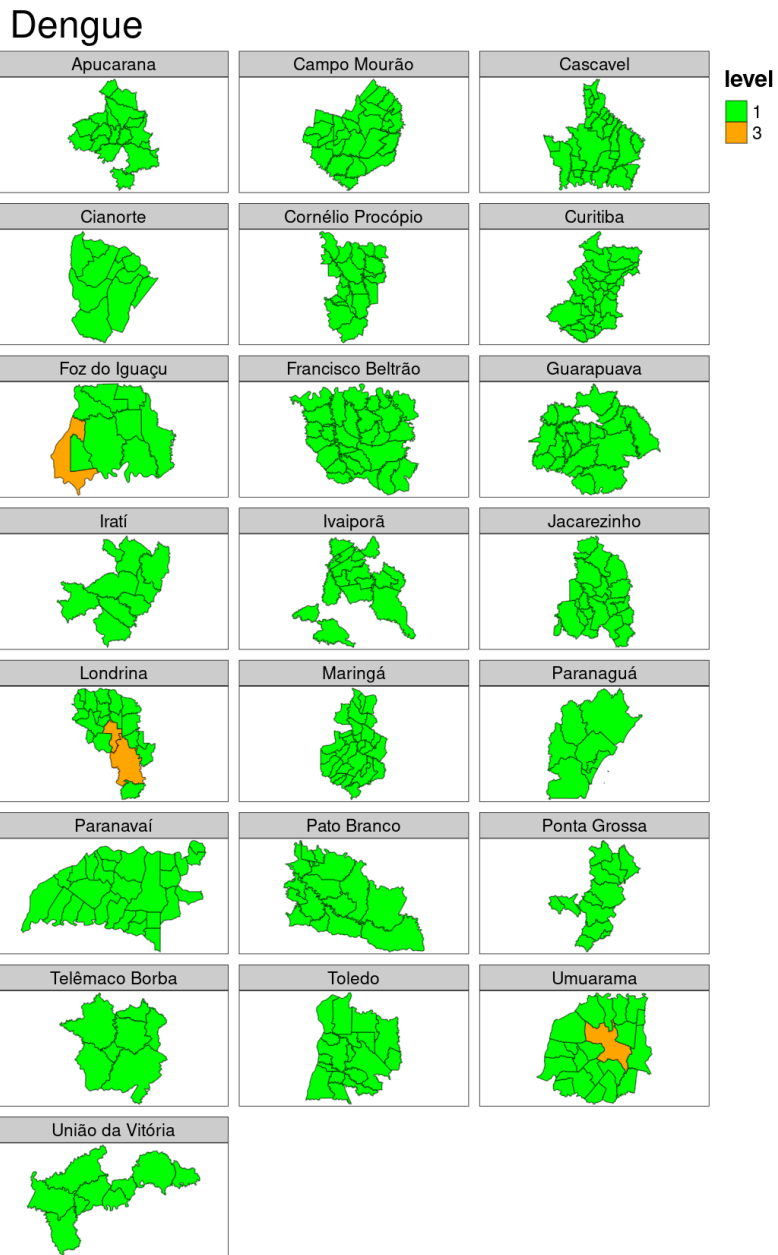 Dengue
Apucarana
Campo Mourão
Cascavel
level
1
3
Cianorte
Cornélio Procópio
Curitiba
Foz do Iguaçu
Francisco Beltrão
Guarapuava
Iratí
Ivaiporã
Jacarezinho
Londrina
Maringá
Paranaguá
Paranavaí
Pato Branco
Ponta Grossa
Telêmaco Borba
Toledo
Umuarama
União da Vitória